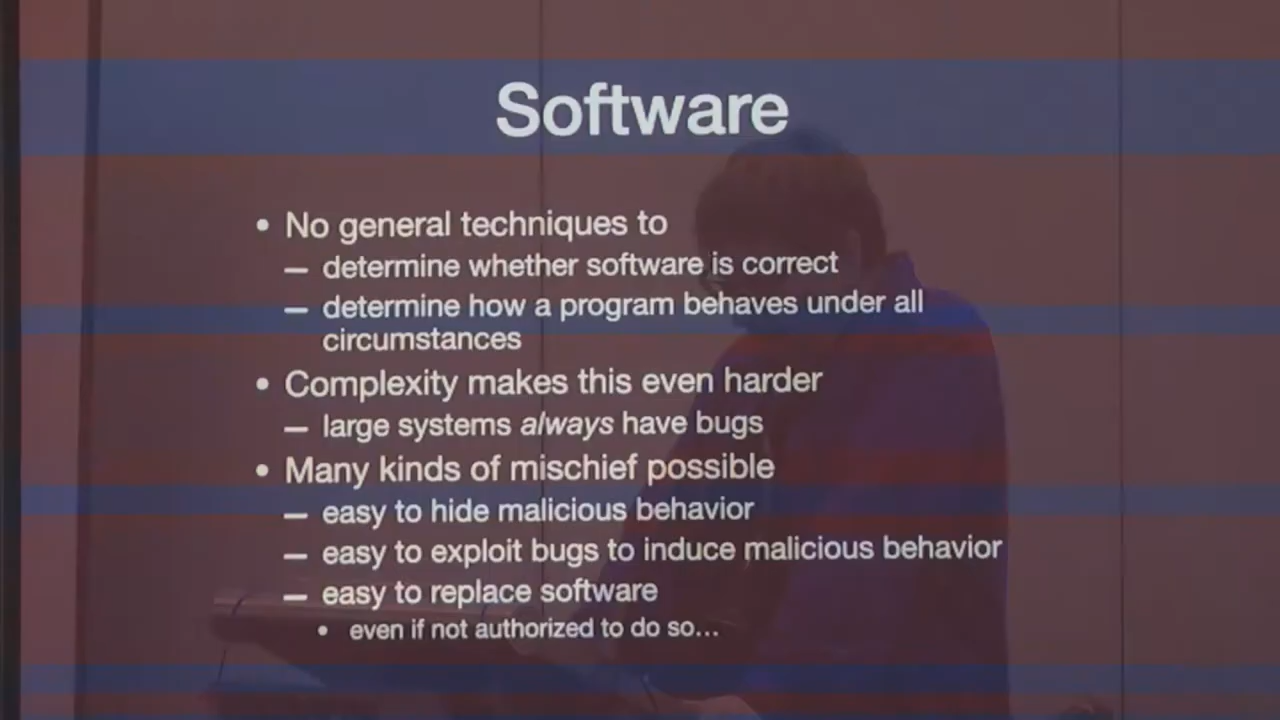 Software
• No general techniques to
— determine whether software is correct
— determine how a program behaves under all
circumstances
• Complexity makes this even harder
— large systems always have bugs
• Many kinds of mischief possible
— easy to hide malicious behavior
— easy to exploit bugs to induce malicious behavior
— easy to replace software
• even if not authorized to do so...